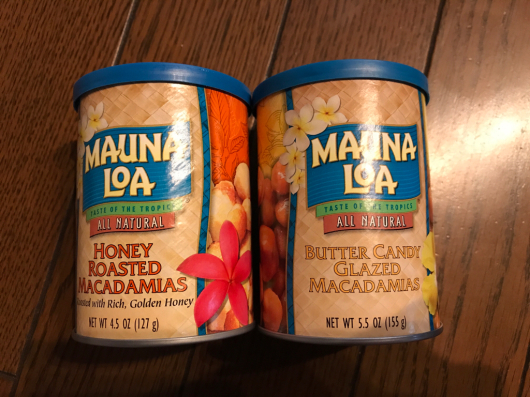 MAUNA
LOA
TASTE OF THE TROPICS
ALL NATURAL
HONEY
ROASTED
MACADAMIAS
with Rich, Golden Honey
NET WT 4.5 OZ (127 g)
MAUNA
LOA
TASTE OF THE TROPICS
ALL NATURAL
BUTTER CANDY
GLAZED
MACADAMIAS
NET WT 5.5 OZ (155 g)